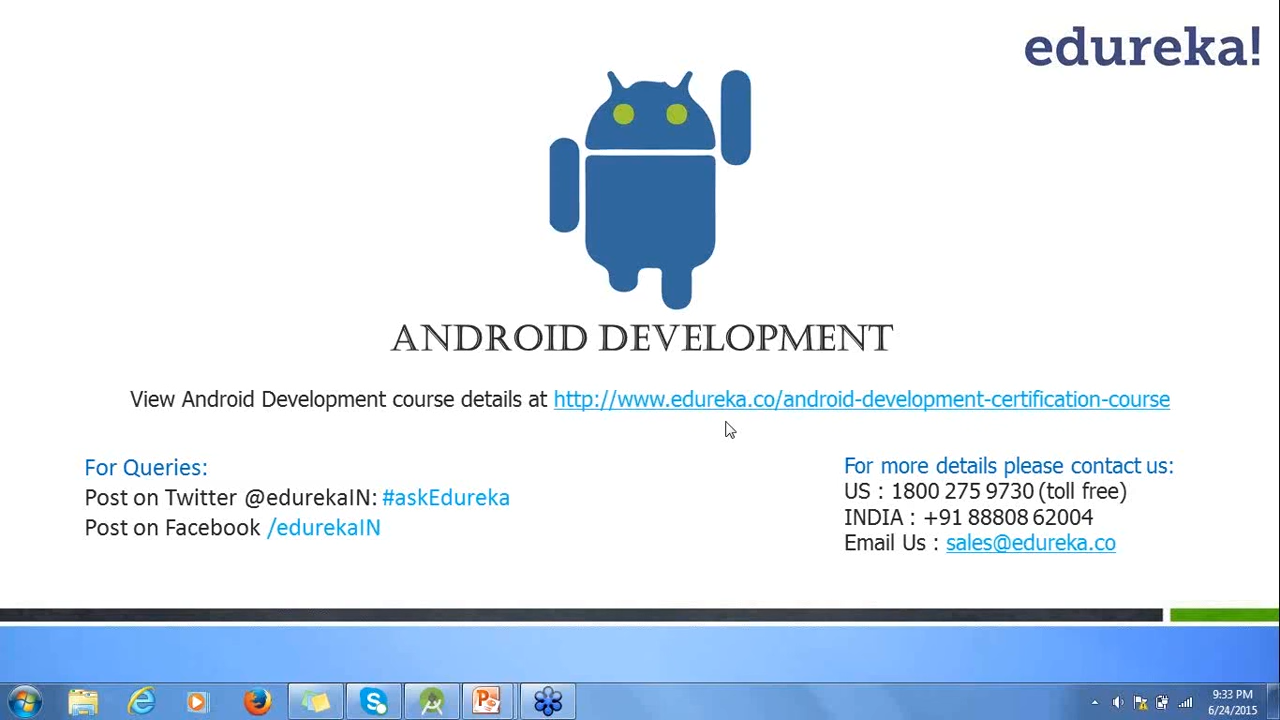 edureka!
ANDROID DEVELOPMENT
View Android Development course details at http://www.edureka.co/android-development-certification-course
For Queries:
Post on Twitter @edurekaIN: #askEdureka
Post on Facebook /edurekaIN
For more details please contact us:
US : 1800 275 9730 (toll free)
INDIA : +91 88808 62004
Email Us : sales@edureka.co
9:33 PM
6/24/2015